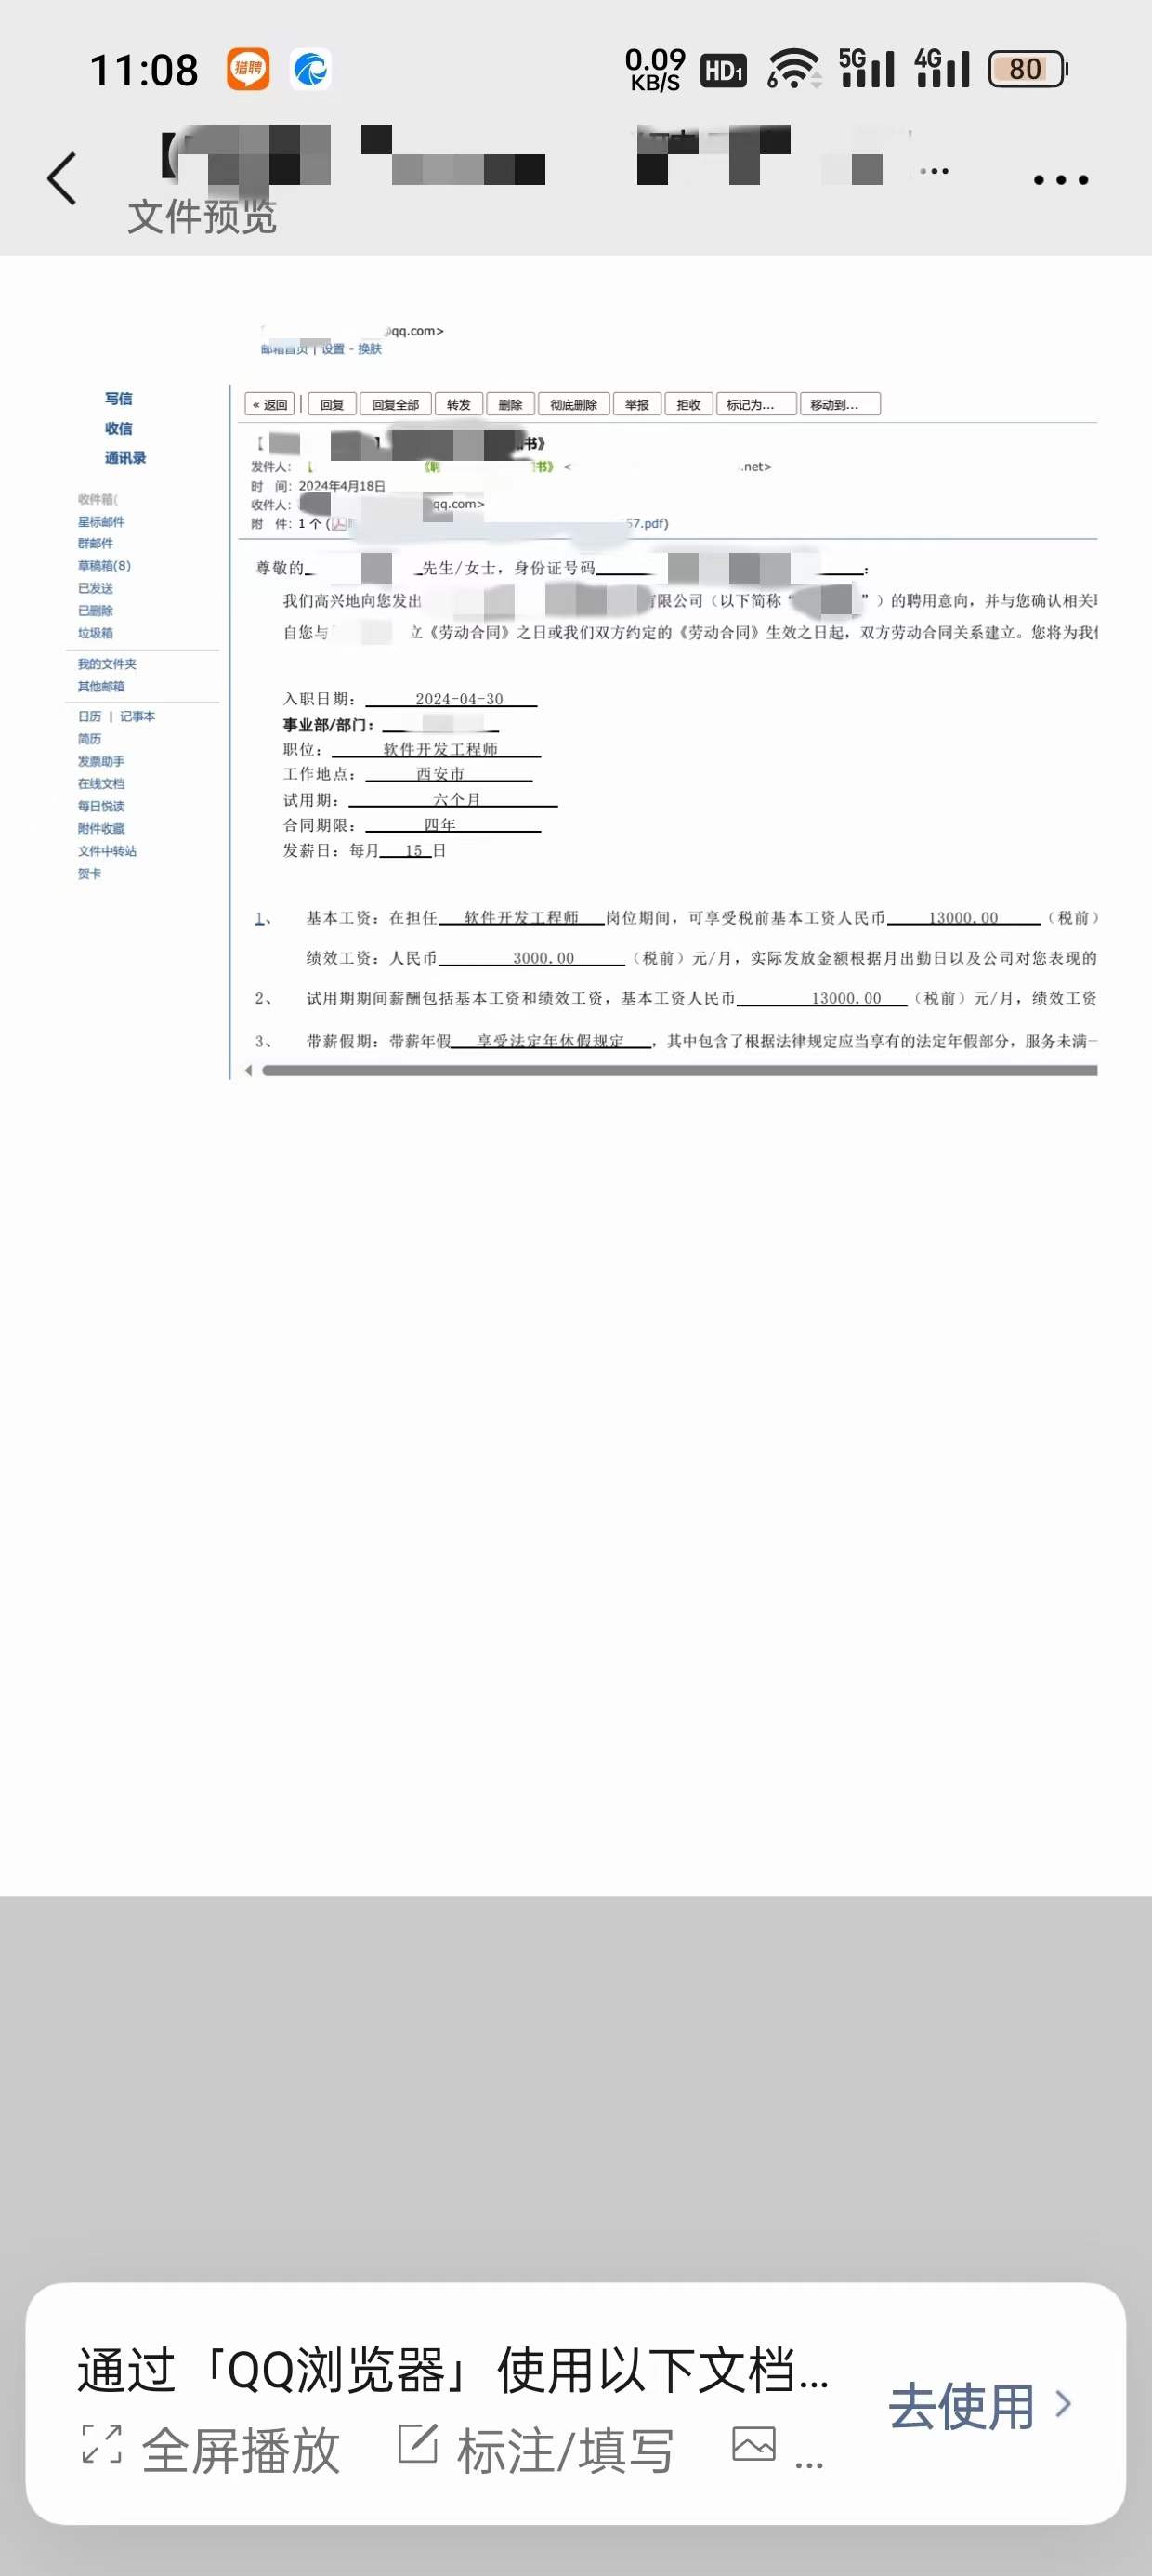 11:08
猎聘
0.09
KB/S
HD1
6
5G
4G
80
...
文件预览
@qq.com>
邮箱首页 | 设置 - 换肤
写信
收信
通讯录
收件箱(
星标邮件
群邮件
草稿箱(8)
已发送
已删除
垃圾箱
我的文件夹
其他邮箱
日历 | 记事本
简历
发票助手
在线文档
每日悦读
附件收藏
文件中转站
贺卡
« 返回 | 回复 回复全部 转发 删除 彻底删除 举报 拒收 标记为... 移动到...
【 】 书》
发件人： 《聘 书》 < .net>
时 间： 2024年4月18日
收件人： qq.com>
附 件： 1 个 ( 57.pdf)
尊敬的 先生/女士，身份证号码 ：
我们高兴地向您发出 有限公司（以下简称“ ”）的聘用意向，并与您确认相关
自您与 立《劳动合同》之日或我们双方约定的《劳动合同》生效之日起，双方劳动合同关系建立。您将为我
入职日期： 2024-04-30
事业部/部门：
职位： 软件开发工程师
工作地点： 西安市
试用期： 六个月
合同期限： 四年
发薪日：每月 15 日
1、 基本工资：在担任 软件开发工程师 岗位期间，可享受税前基本工资人民币 13000.00 （税前）
绩效工资：人民币 3000.00 （税前）元/月，实际发放金额根据月出勤日以及公司对您表现的
2、 试用期期间薪酬包括基本工资和绩效工资，基本工资人民币 13000.00 （税前）元/月，绩效工资
3、 带薪假期：带薪年假 享受法定年休假规定 ，其中包含了根据法律规定应当享有的法定年假部分，服务未满一
通过「QQ浏览器」使用以下文档...
去使用
全屏播放 标注/填写 ...